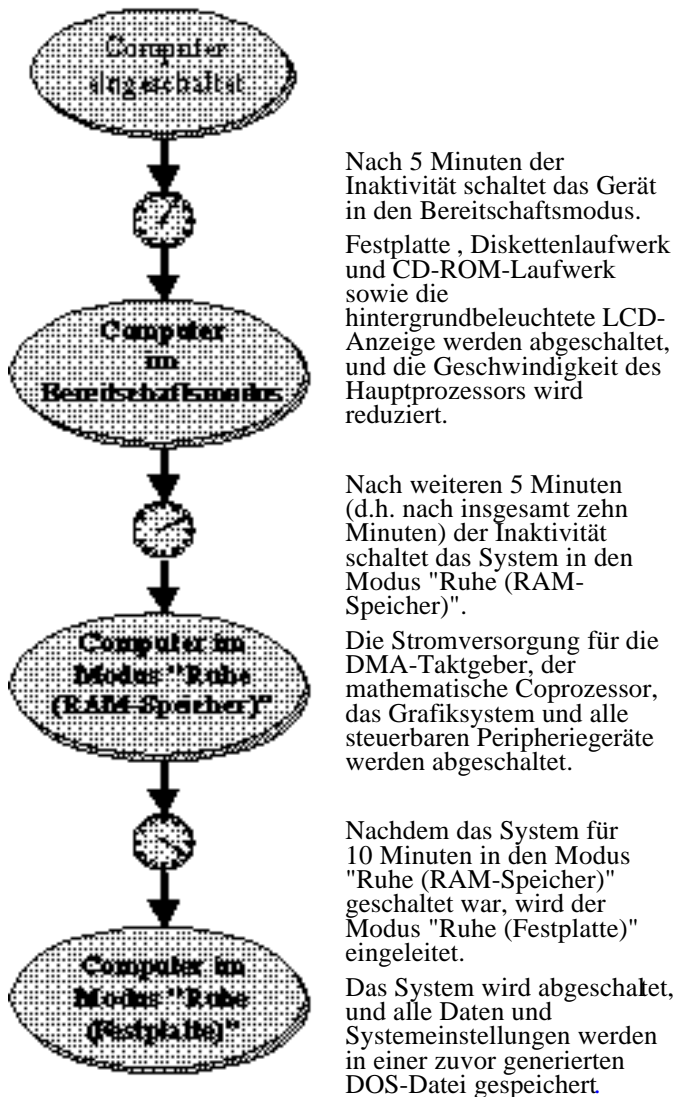 Computer
eingeschaltet
Nach 5 Minuten der
Inaktivität schaltet das Gerät
in den Bereitschaftsmodus.
Festplatte , Diskettenlaufwerk
und CD-ROM-Laufwerk
sowie die
hintergrundbeleuchtete LCD-
Anzeige werden abgeschaltet,
und die Geschwindigkeit des
Hauptprozessors wird
reduziert.
Computer
im
Bereitschaftsmodus
Nach weiteren 5 Minuten
(d.h. nach insgesamt zehn
Minuten) der Inaktivität
schaltet das System in den
Modus "Ruhe (RAM-
Speicher)".
Die Stromversorgung für die
DMA-Taktgeber, der
mathematische Coprozessor,
das Grafiksystem und alle
steuerbaren Peripheriegeräte
werden abgeschaltet.
Computer im
Modus "Ruhe
(RAM-Speicher)"
Nachdem das System für
10 Minuten in den Modus
"Ruhe (RAM-Speicher)"
geschaltet war, wird der
Modus "Ruhe (Festplatte)"
eingeleitet.
Das System wird abgeschaltet,
und alle Daten und
Systemeinstellungen werden
in einer zuvor generierten
DOS-Datei gespeichert.
Computer im
Modus "Ruhe
(Festplatte)"